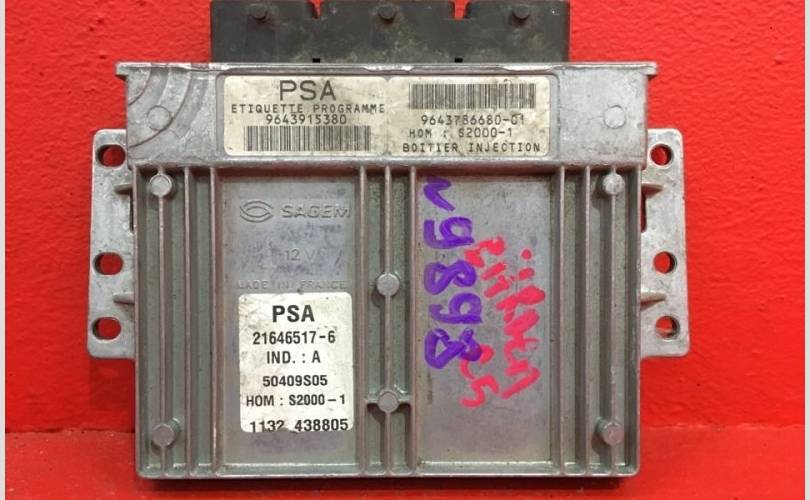 PSA
ETIQUETTE PROGRAMME
9643915380
9643786680-01
HOM : S2000-1
BOITIER INJECTION
SAGEM
12 V
MADE IN FRANCE
PSA
21646517-6
IND. : A
50409S05
HOM : S2000-1
1132 438805
9898